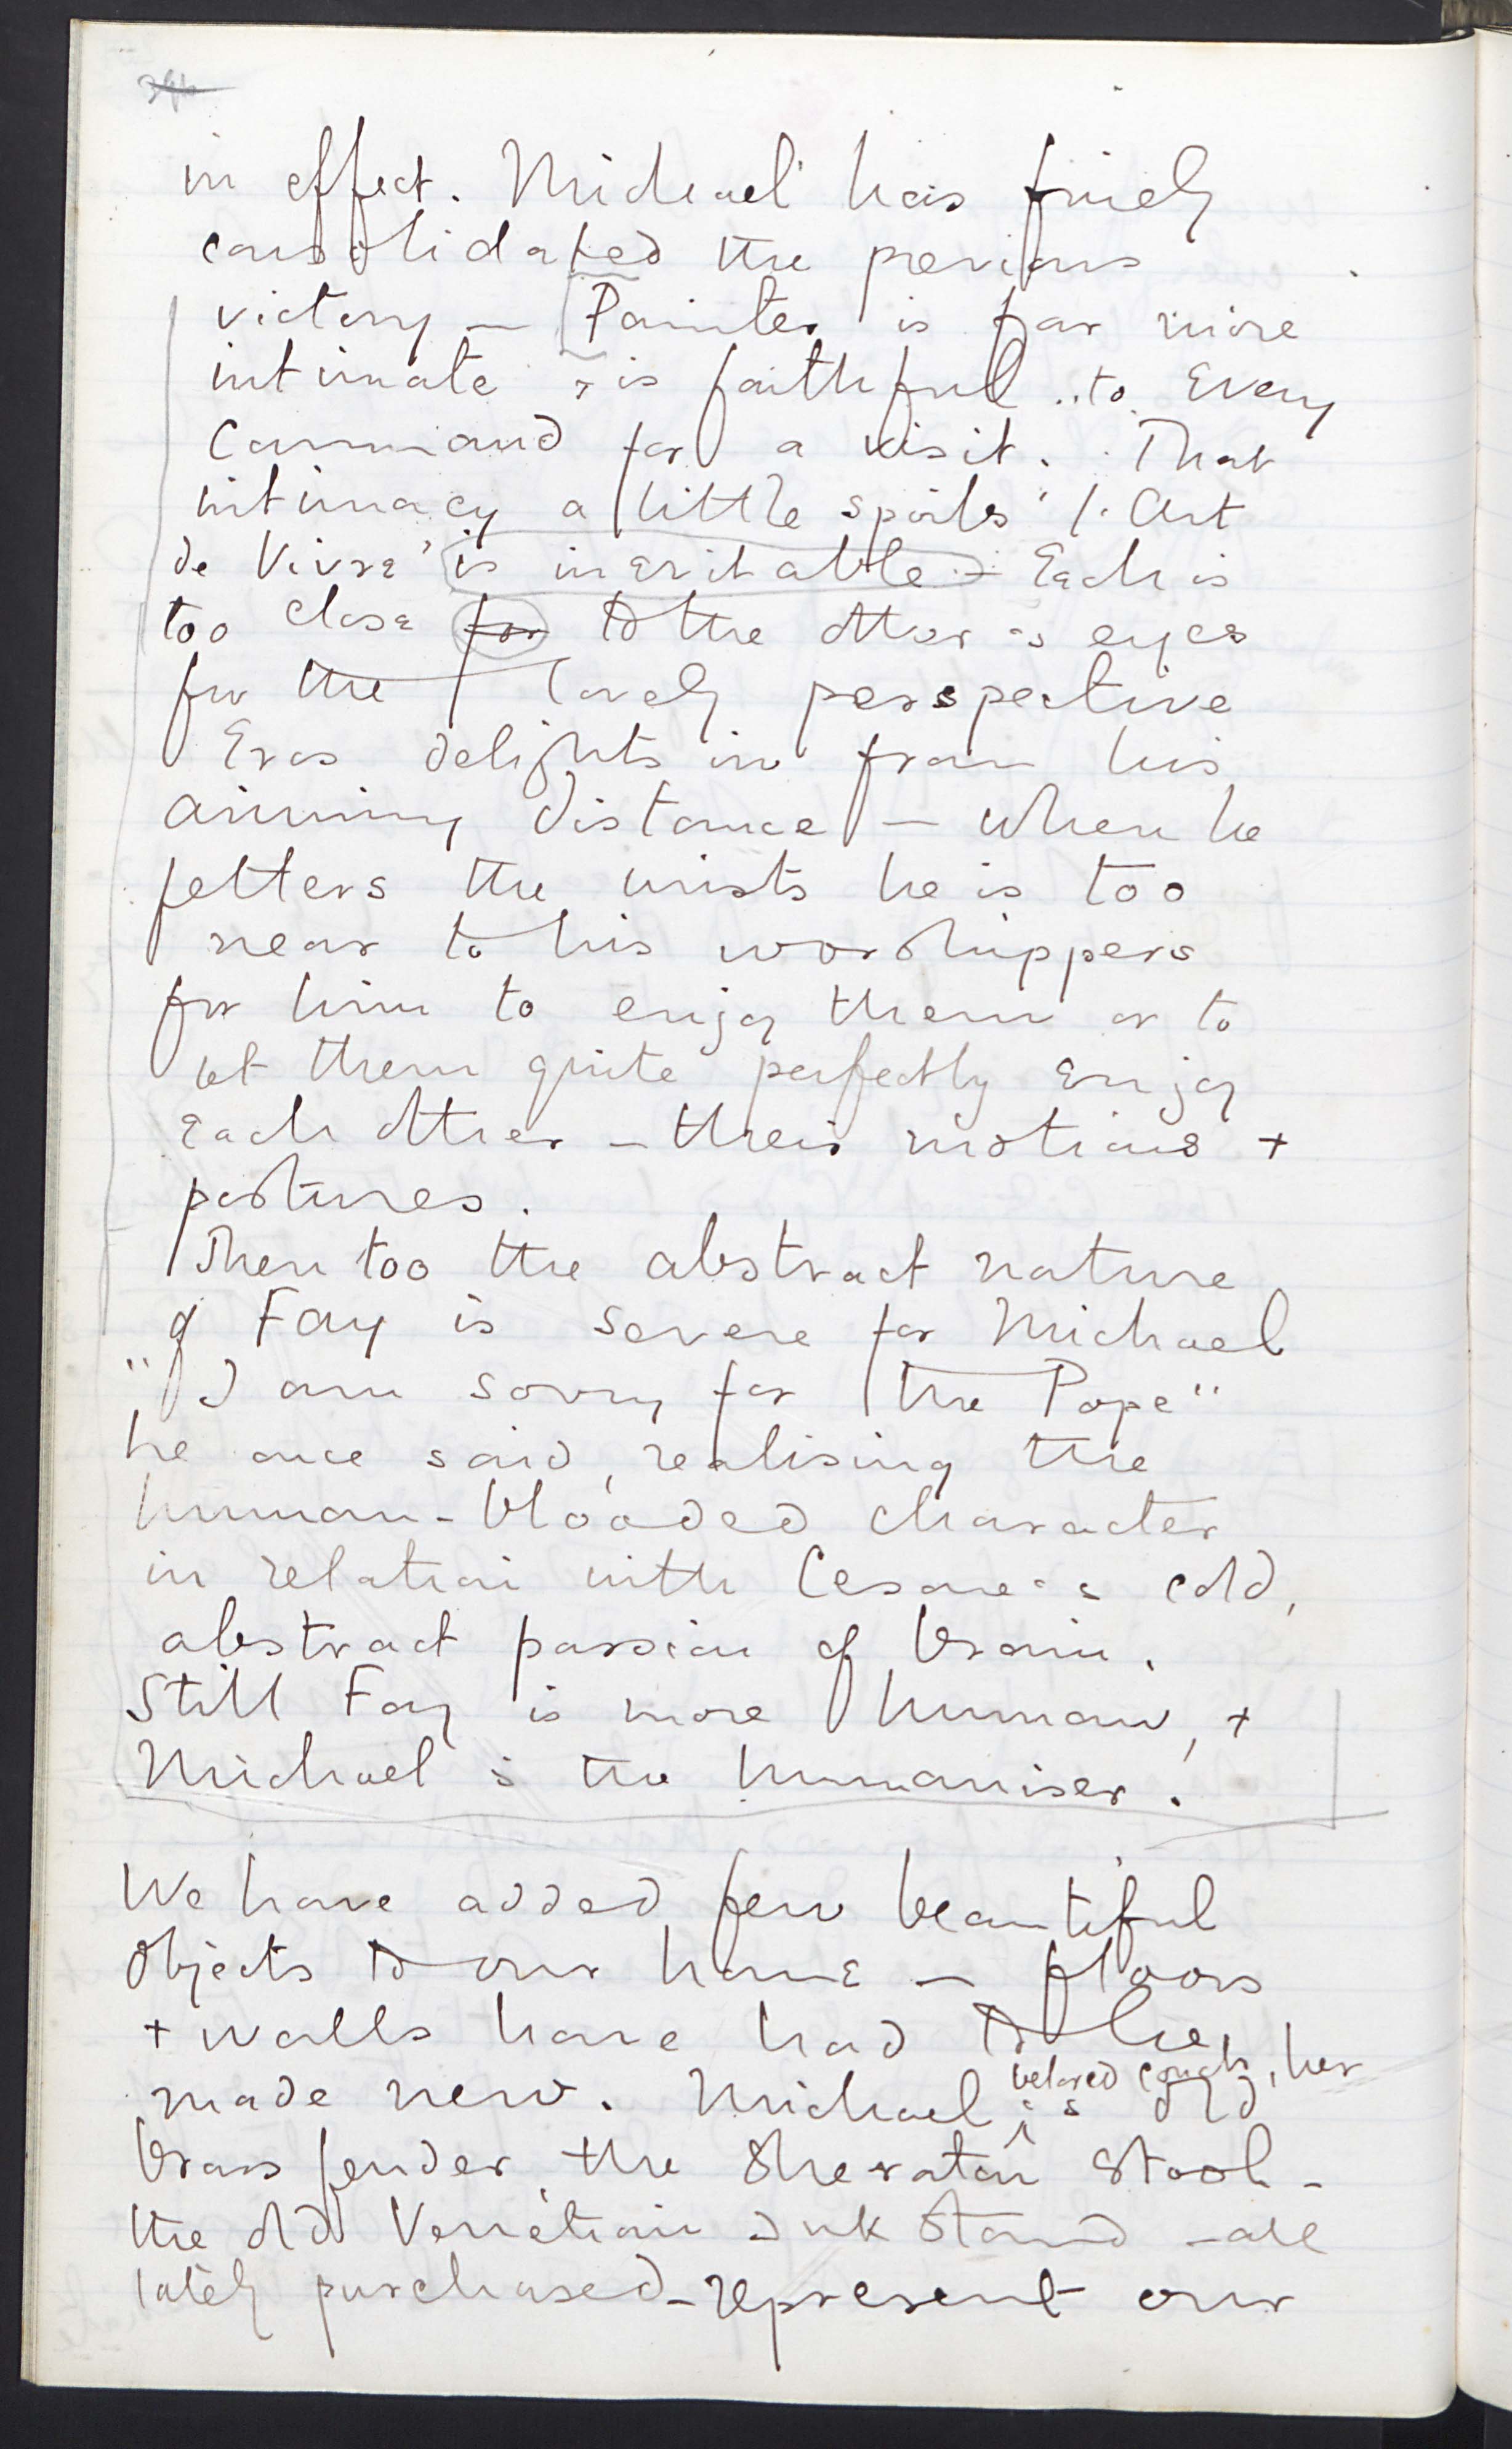 in effect. Michael has finely
consolidated the previous
victory — Painter is far more
intimate + is faithful to Every
Command for a visit. That
intimacy a little spoils 'l'Art
de Vivre' is inevitable — Each is
too close for to the other's eyes
for the lovely perspective
Eros delights in from his
aiming distance — when he
fetters the wrists he is too
near to his worshippers
for him to enjoy them or to
let them quite perfectly enjoy
Each other — their motions +
postures.
Then too the abstract nature
of Fay is severe for Michael
"I am sorry for the Pope"
he once said, realising the
human-blooded character
in relation with Cesare's cold,
abstract passion of brain.
Still Fay is more human, +
Michael is the humaniser.
We have added few beautiful
Objects to our home — floors
+ walls have had to be
made new. Michael's beloved couch, her old
brass fender, the Sheraton stool —
the old Venetian Ink Stand — all
lately purchased — represent our